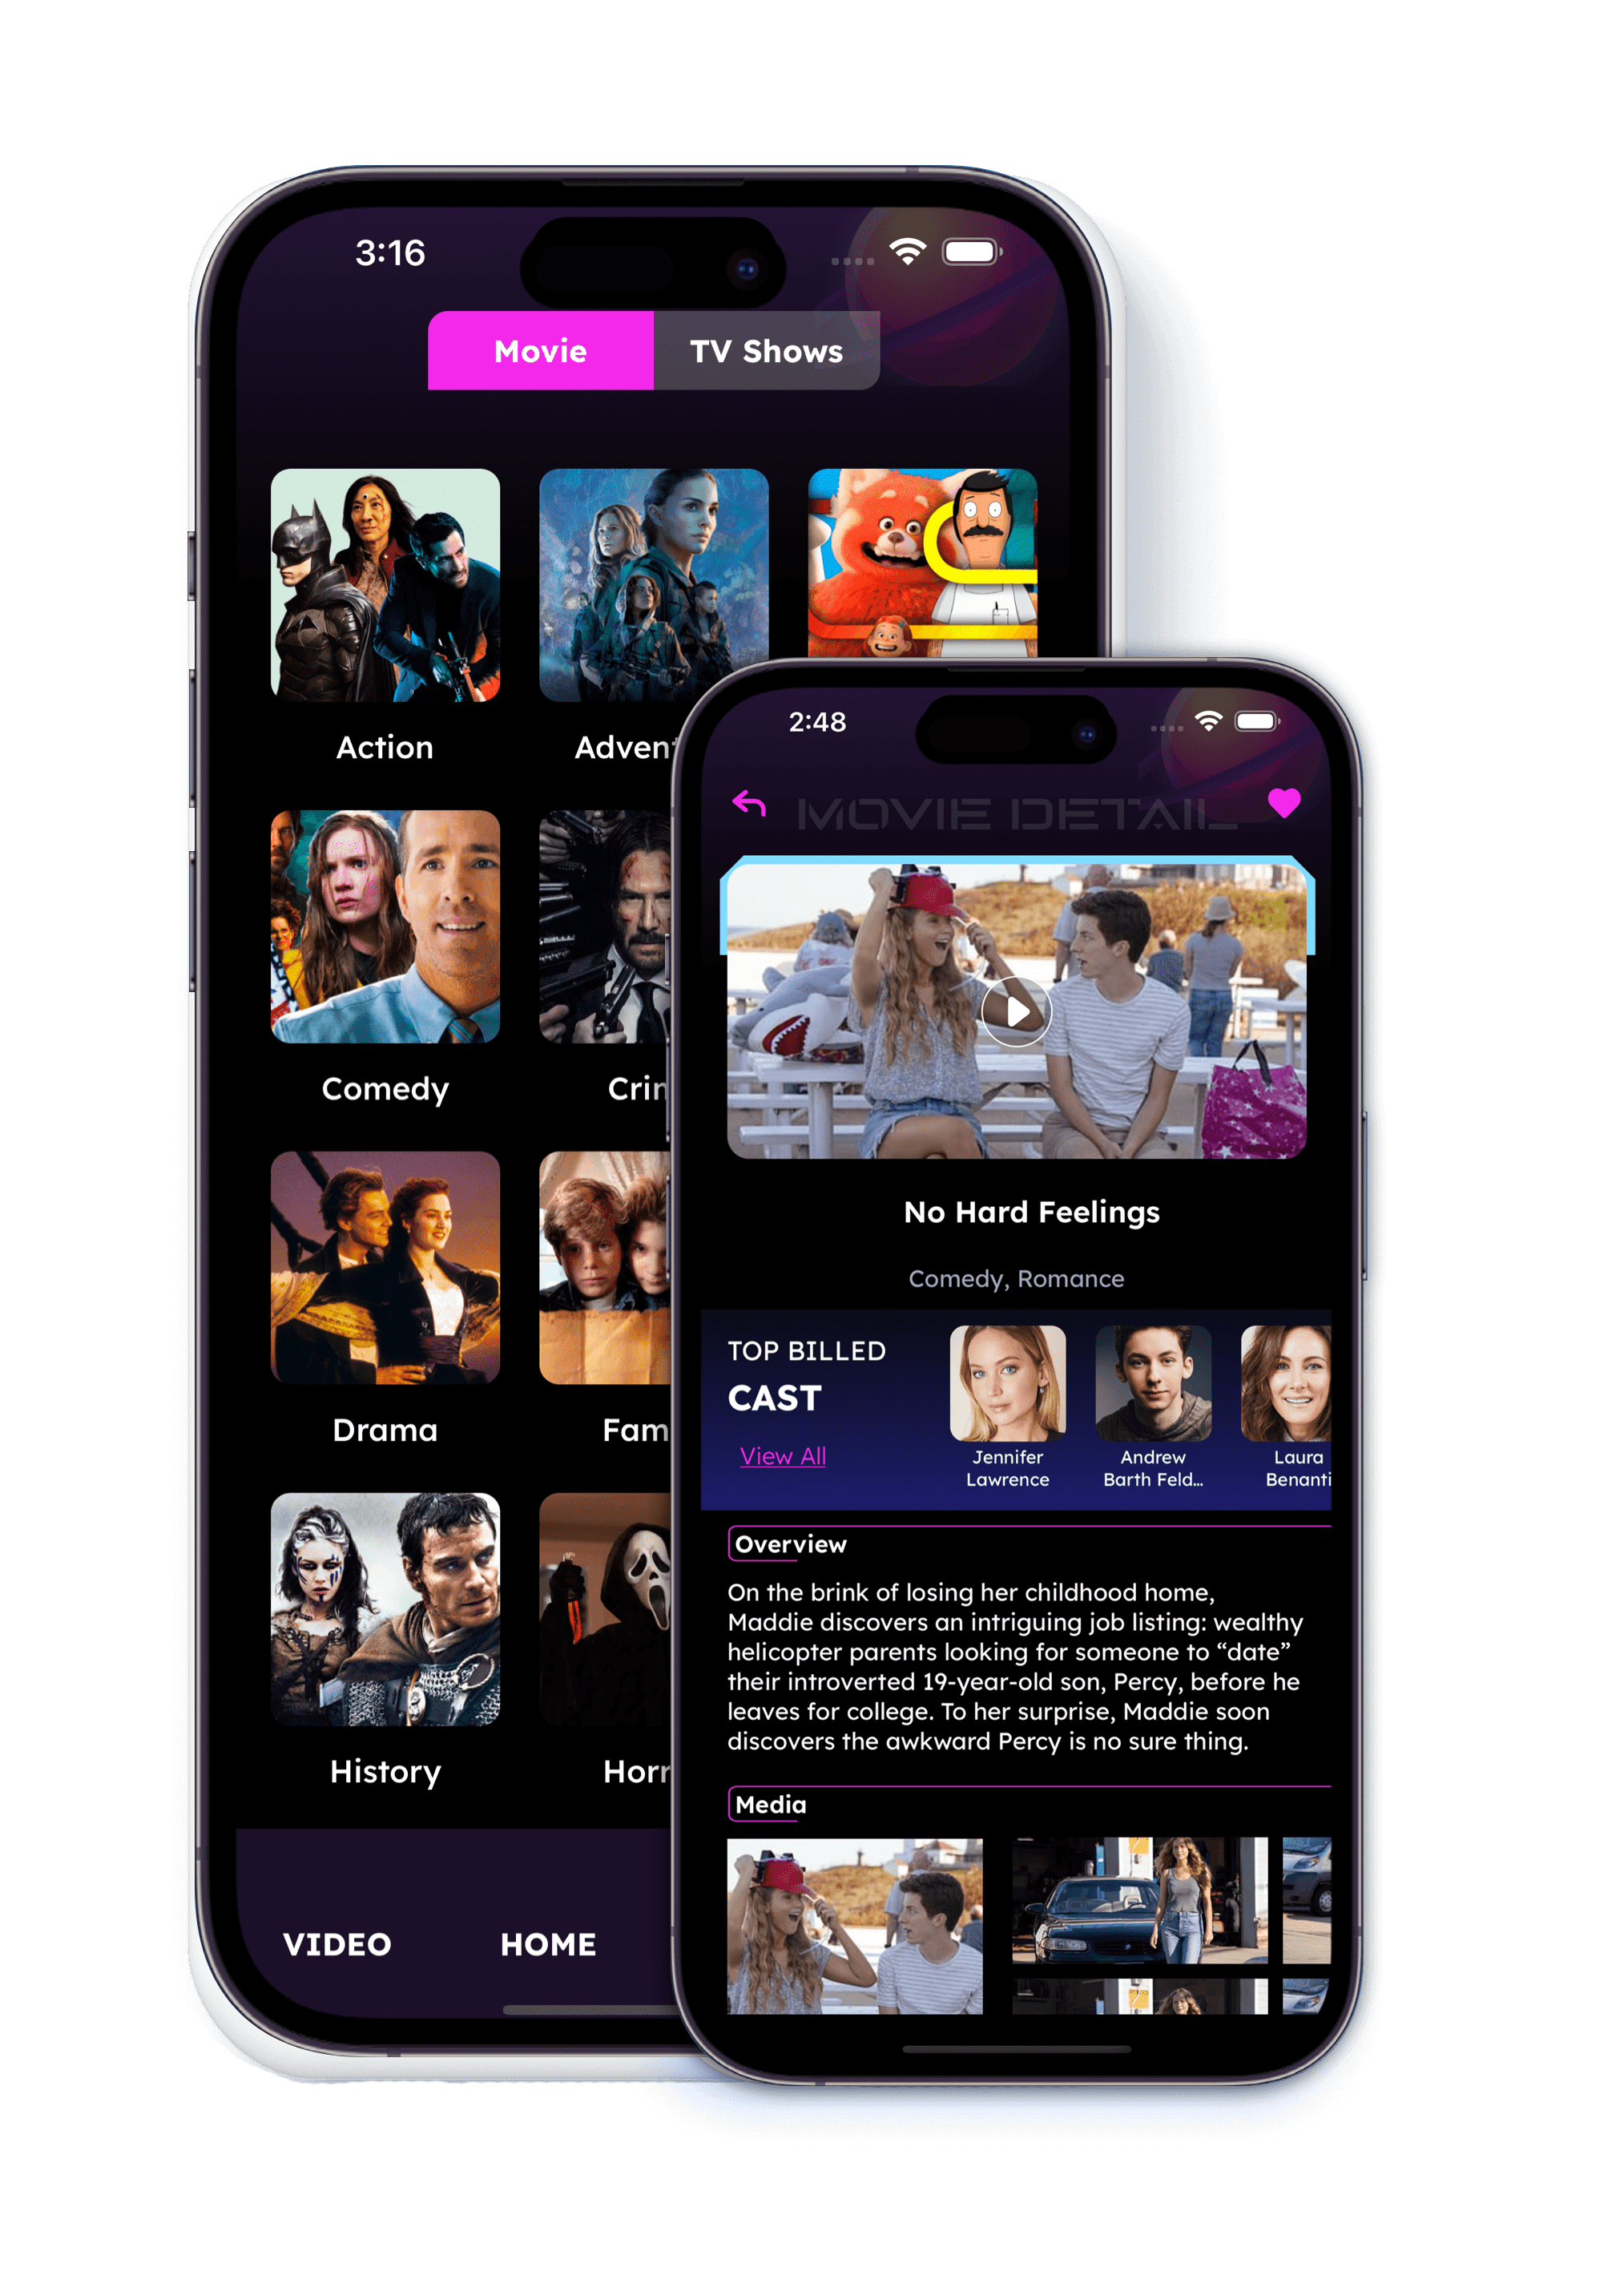 3:16
Movie
TV Shows
Action
Advent
Comedy
Crim
Drama
Fam
History
Horr
VIDEO
HOME
2:48
MOVIE DETAIL
No Hard Feelings
Comedy, Romance
TOP BILLED
CAST
View All
Jennifer
Lawrence
Andrew
Barth Feld...
Laura
Benanti
Overview
On the brink of losing her childhood home,
Maddie discovers an intriguing job listing: wealthy
helicopter parents looking for someone to “date”
their introverted 19-year-old son, Percy, before he
leaves for college. To her surprise, Maddie soon
discovers the awkward Percy is no sure thing.
Media